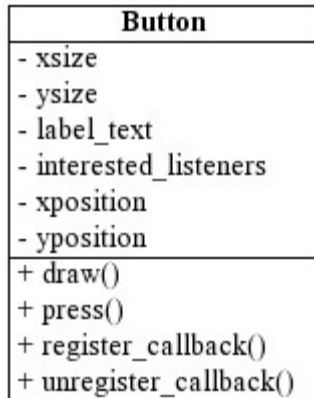 Button
- xsize
- ysize
- label_text
- interested_listeners
- xposition
- yposition
+ draw()
+ press()
+ register_callback()
+ unregister_callback()